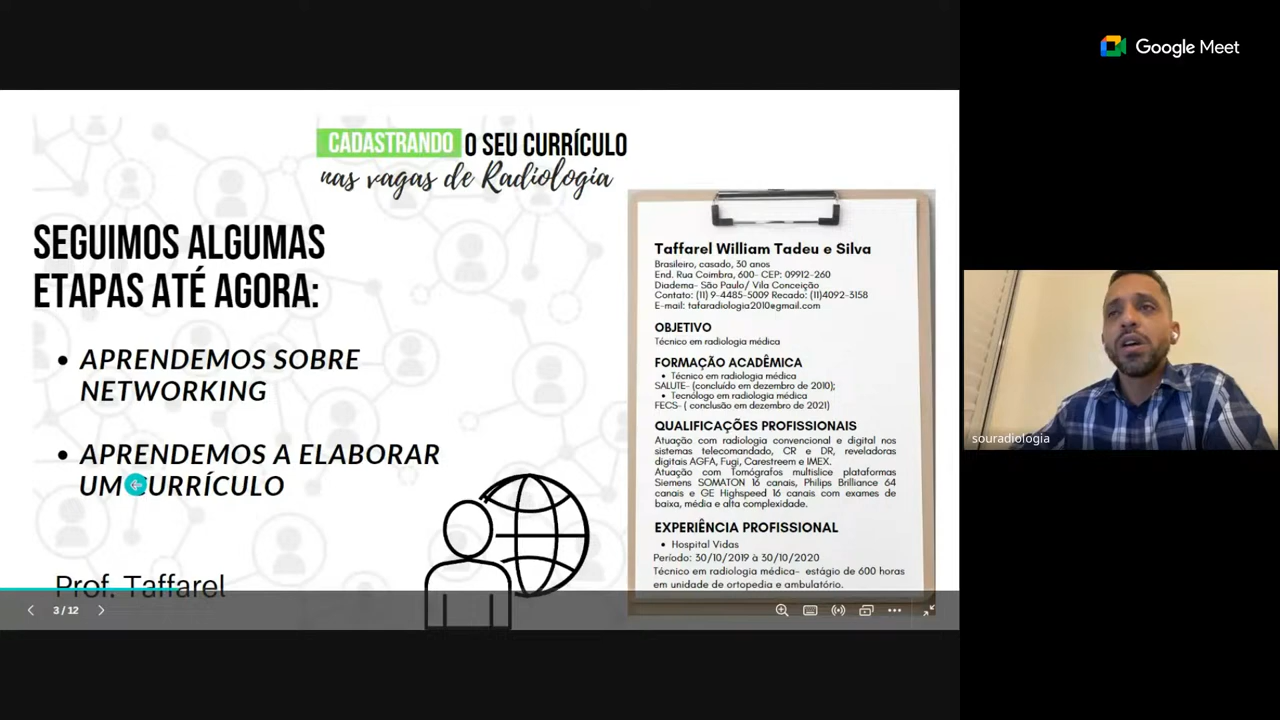 Google Meet
CADASTRANDO O SEU CURRÍCULO
nas vagas de Radiologia
SEGUIMOS ALGUMAS
ETAPAS ATÉ AGORA:
• APRENDEMOS SOBRE
NETWORKING
• APRENDEMOS A ELABORAR
UM CURRÍCULO
Prof. Taffarel
Taffarel William Tadeu e Silva
Brasileiro, casado, 30 anos
End. Rua Coimbra, 600- CEP: 09912-260
Diadema- São Paulo/ Vila Conceição
Contato: (11) 9-4485-5009 Recado: (11)4092-3158
E-mail: tafaradiologia2010@gmail.com
OBJETIVO
Técnico em radiologia médica
FORMAÇÃO ACADÊMICA
• Técnico em radiologia médica
SALUTE- (concluído em dezembro de 2010);
• Tecnólogo em radiologia médica
FECS- ( conclusão em dezembro de 2021)
QUALIFICAÇÕES PROFISSIONAIS
Atuação com radiologia convencional e digital nos
sistemas telecomandado, CR e DR, reveladoras
digitais AGFA, Fugi, Carestreem e IMEX.
Atuação com Tomógrafos multislice plataformas
Siemens SOMATON 16 canais, Philips Brilliance 64
canais e GE Highspeed 16 canais com exames de
baixa, média e alta complexidade.
EXPERIÊNCIA PROFISSIONAL
• Hospital Vidas
Período: 30/10/2019 à 30/10/2020
Técnico em radiologia médica- estágio de 600 horas
em unidade de ortopedia e ambulatório.
3 / 12
souradiologia